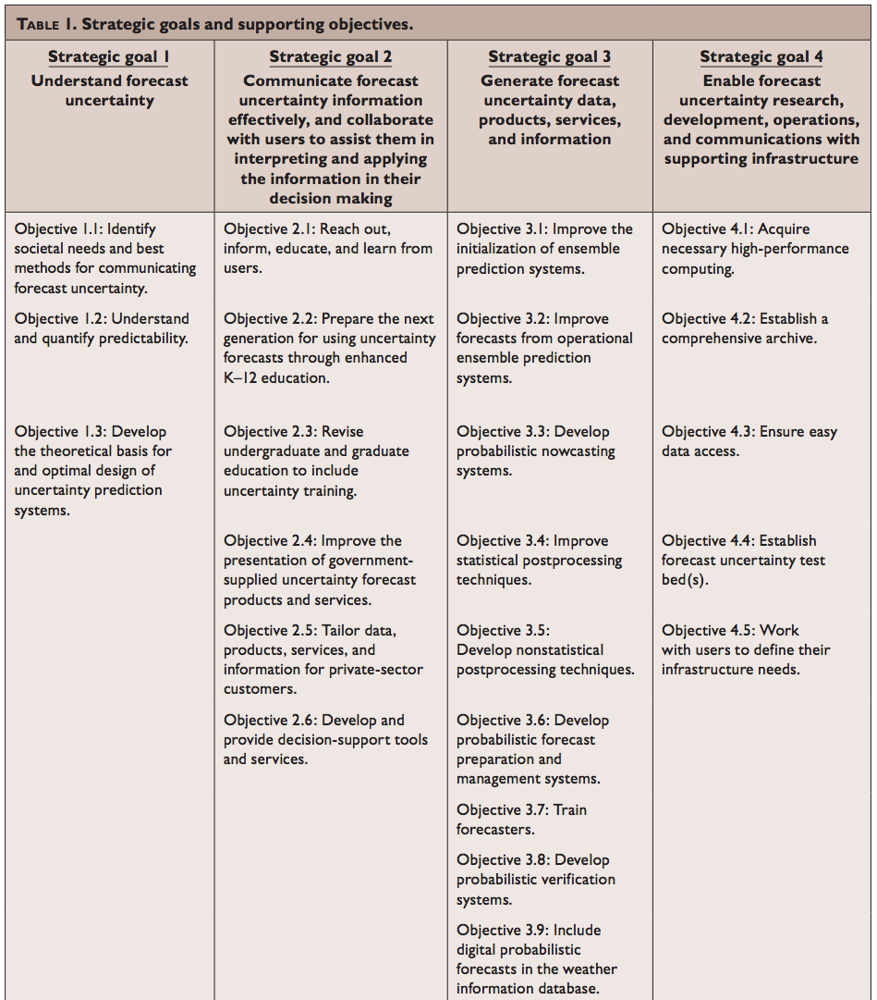 TABLE 1. Strategic goals and supporting objectives.
Strategic goal 1
Understand forecast
uncertainty
Strategic goal 2
Communicate forecast
uncertainty information
effectively, and collaborate
with users to assist them in
interpreting and applying
the information in their
decision making
Strategic goal 3
Generate forecast
uncertainty data,
products, services,
and information
Strategic goal 4
Enable forecast
uncertainty research,
development, operations,
and communications with
supporting infrastructure
Objective 1.1: Identify
societal needs and best
methods for communicating
forecast uncertainty.
Objective 2.1: Reach out,
inform, educate, and learn from
users.
Objective 3.1: Improve the
initialization of ensemble
prediction systems.
Objective 4.1: Acquire
necessary high-performance
computing.
Objective 1.2: Understand
and quantify predictability.
Objective 2.2: Prepare the next
generation for using uncertainty
forecasts through enhanced
K–12 education.
Objective 3.2: Improve
forecasts from operational
ensemble prediction
systems.
Objective 4.2: Establish a
comprehensive archive.
Objective 1.3: Develop
the theoretical basis for
and optimal design of
uncertainty prediction
systems.
Objective 2.3: Revise
undergraduate and graduate
education to include
uncertainty training.
Objective 3.3: Develop
probabilistic nowcasting
systems.
Objective 4.3: Ensure easy
data access.
Objective 2.4: Improve the
presentation of government-
supplied uncertainty forecast
products and services.
Objective 3.4: Improve
statistical postprocessing
techniques.
Objective 4.4: Establish
forecast uncertainty test
bed(s).
Objective 2.5: Tailor data,
products, services, and
information for private-sector
customers.
Objective 3.5:
Develop nonstatistical
postprocessing techniques.
Objective 4.5: Work
with users to define their
infrastructure needs.
Objective 2.6: Develop and
provide decision-support tools
and services.
Objective 3.6: Develop
probabilistic forecast
preparation and
management systems.
Objective 3.7: Train
forecasters.
Objective 3.8: Develop
probabilistic verification
systems.
Objective 3.9: Include
digital probabilistic
forecasts in the weather
information database.